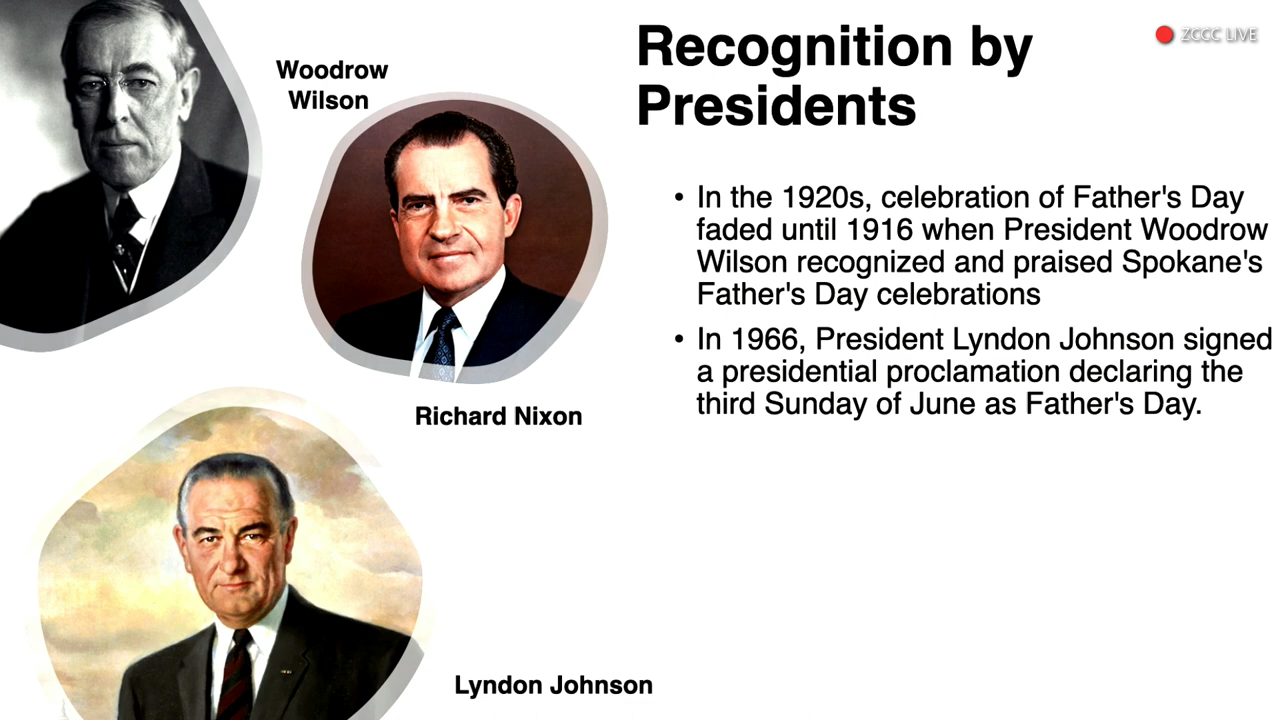 Recognition by
Presidents
ZCCC LIVE
Woodrow
Wilson
Richard Nixon
Lyndon Johnson
• In the 1920s, celebration of Father's Day
faded until 1916 when President Woodrow
Wilson recognized and praised Spokane's
Father's Day celebrations
• In 1966, President Lyndon Johnson signed
a presidential proclamation declaring the
third Sunday of June as Father's Day.